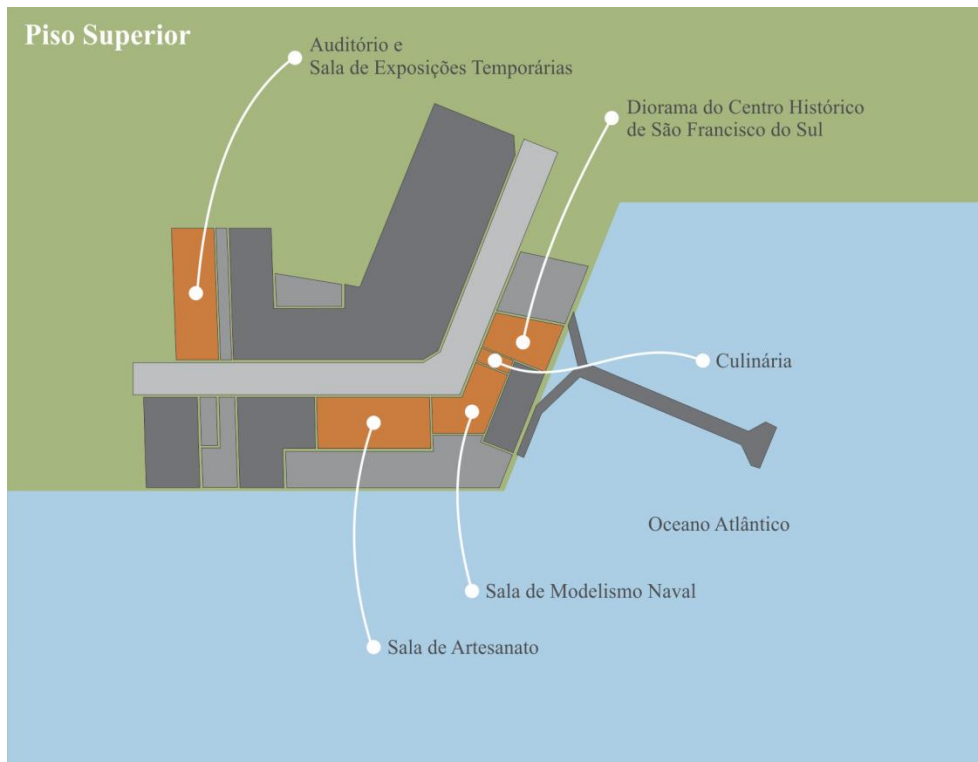 Piso Superior
Auditório e
Sala de Exposições Temporárias
Diorama do Centro Histórico
de São Francisco do Sul
Culinária
Oceano Atlântico
Sala de Modelismo Naval
Sala de Artesanato